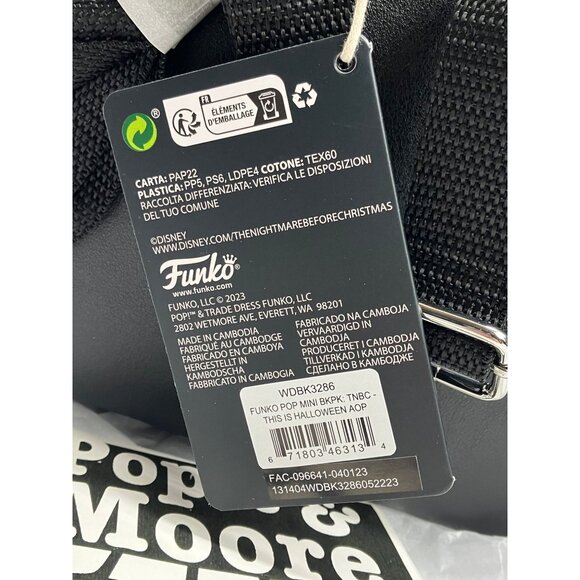 FR
ÉLÉMENTS
D'EMBALLAGE
CARTA: PAP22
PLASTICA: PP5, PS6, LDPE4 COTONE: TEX60
RACCOLTA DIFFERENZIATA: VERIFICA LE DISPOSIZIONI
DEL TUO COMUNE
©DISNEY
WWW.DISNEY.COM/THENIGHTMAREBEFORECHRISTMAS
Funko®
www.funko.com
FUNKO, LLC © 2023
POP!™ & TRADE DRESS FUNKO, LLC
2802 WETMORE AVE, EVERETT, WA 98201
MADE IN CAMBODIA
FABRIQUÉ AU CAMBODGE
FABRICADO EN CAMBOYA
HERGESTELLT IN
KAMBODSCHA
FABBRICATO IN CAMBOGIA
FABRICADO NA CAMBOJA
VERVAARDIGD IN
CAMBODJA
PRODUCERET I CAMBODJA
TILLVERKAD I KAMBODJA
СДЕЛАНО В КАМБОДЖЕ
WDBK3286
FUNKO POP MINI BKPK: TNBC -
THIS IS HALLOWEEN AOP
6 71803 46313 4
FAC-096641-040123
131404WDBK3286052223
Pop &
Moore